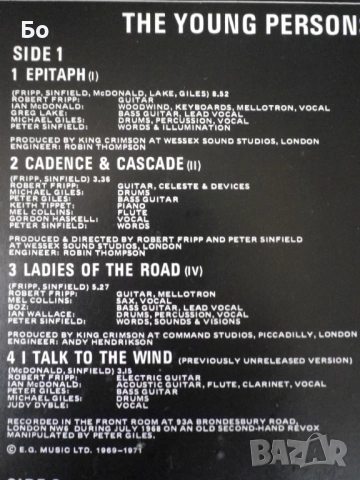 Бо
THE YOUNG PERSONS
SIDE 1
1 EPITAPH (I)
(FRIPP, SINFIELD, McDONALD, LAKE, GILES) 8.52
ROBERT FRIPP: GUITAR
IAN McDONALD: WOODWIND, KEYBOARDS, MELLOTRON, VOCAL
GREG LAKE: BASS GUITAR, LEAD VOCAL
MICHAEL GILES: DRUMS, PERCUSSION, VOCAL
PETER SINFIELD: WORDS & ILLUMINATION
PRODUCED BY KING CRIMSON AT WESSEX SOUND STUDIOS, LONDON
ENGINEER: ROBIN THOMPSON
2 CADENCE & CASCADE (II)
(FRIPP, SINFIELD) 3.36
ROBERT FRIPP: GUITAR, CELESTE & DEVICES
MICHAEL GILES: DRUMS
PETER GILES: BASS GUITAR
KEITH TIPPET: PIANO
MEL COLLINS: FLUTE
GORDON HASKELL: VOCAL
PETER SINFIELD: WORDS
PRODUCED & DIRECTED BY ROBERT FRIPP AND PETER SINFIELD
AT WESSEX SOUND STUDIOS, LONDON
ENGINEER: ROBIN THOMPSON
3 LADIES OF THE ROAD (IV)
(FRIPP, SINFIELD) 5.27
ROBERT FRIPP: GUITAR, MELLOTRON
MEL COLLINS: SAX, VOCAL
BOZ: BASS GUITAR, LEAD VOCAL
IAN WALLACE: DRUMS, PERCUSSION, VOCAL
PETER SINFIELD: WORDS, SOUNDS & VISIONS
PRODUCED BY KING CRIMSON AT COMMAND STUDIOS, PICCADILLY, LONDON
ENGINEER: ANDY HENDRIKSON
4 I TALK TO THE WIND (PREVIOUSLY UNRELEASED VERSION)
(McDONALD, SINFIELD) 3.15
ROBERT FRIPP: ELECTRIC GUITAR
IAN McDONALD: ACOUSTIC GUITAR, FLUTE, CLARINET, VOCAL
PETER GILES: BASS GUITAR
MICHAEL GILES: DRUMS
JUDY DYBLE: VOCAL
RECORDED IN THE FRONT ROOM AT 93A BRONDESBURY ROAD,
LONDON NW6 DURING JULY 1968 ON AN OLD SECOND-HAND REVOX
MANIPULATED BY PETER GILES.
© E.G. MUSIC LTD. 1969-1971
bazar